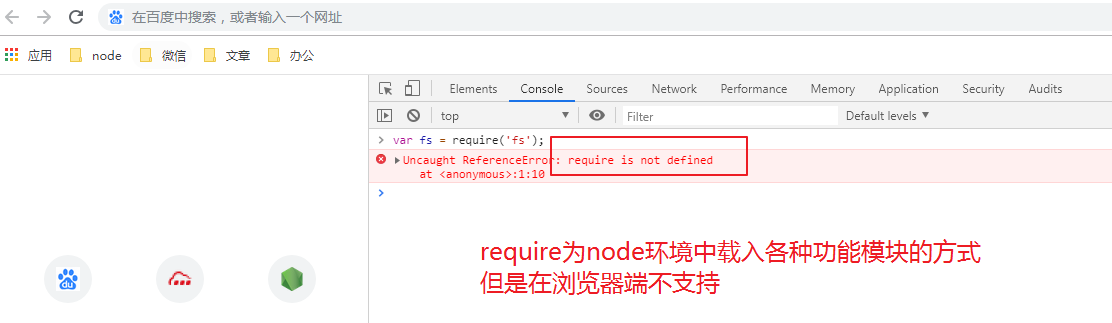 在百度中搜索，或者输入一个网址
应用 node 微信 文章 办公
Elements Console Sources Network Performance Memory Application Security Audits
top Filter Default levels
var fs = require('fs');
Uncaught ReferenceError: require is not defined
at <anonymous>:1:10
require为node环境中载入各种功能模块的方式
但是在浏览器端不支持
du